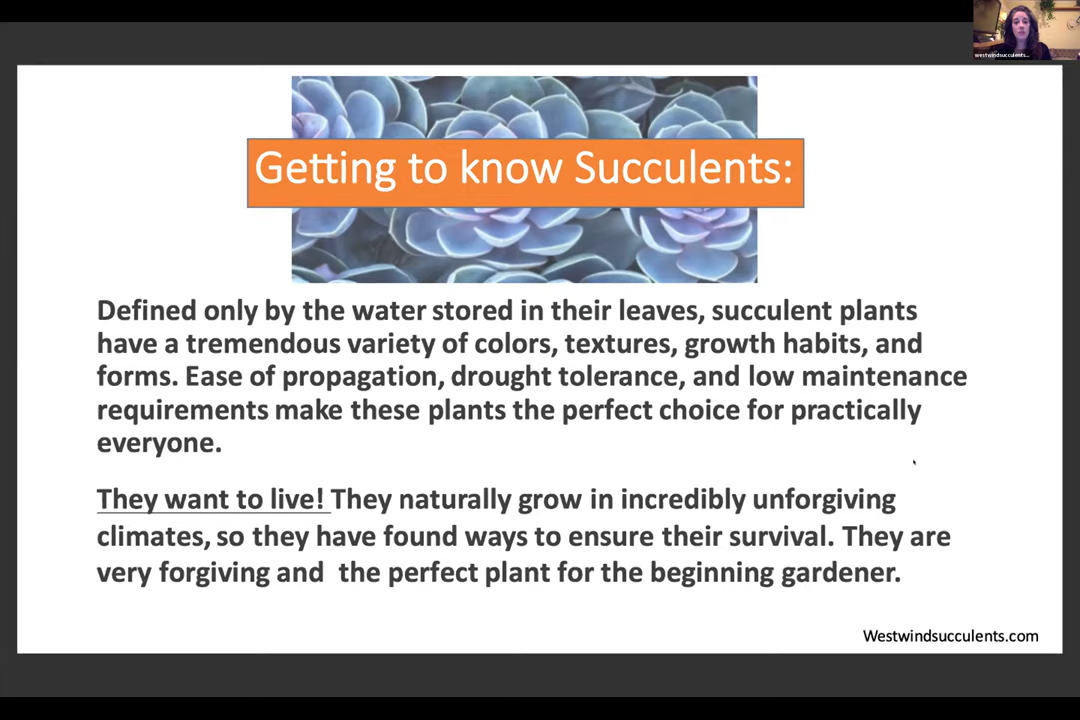 westwindsucculents...
Getting to know Succulents:
Defined only by the water stored in their leaves, succulent plants
have a tremendous variety of colors, textures, growth habits, and
forms. Ease of propagation, drought tolerance, and low maintenance
requirements make these plants the perfect choice for practically
everyone.
They want to live! They naturally grow in incredibly unforgiving
climates, so they have found ways to ensure their survival. They are
very forgiving and  the perfect plant for the beginning gardener.
Westwindsucculents.com